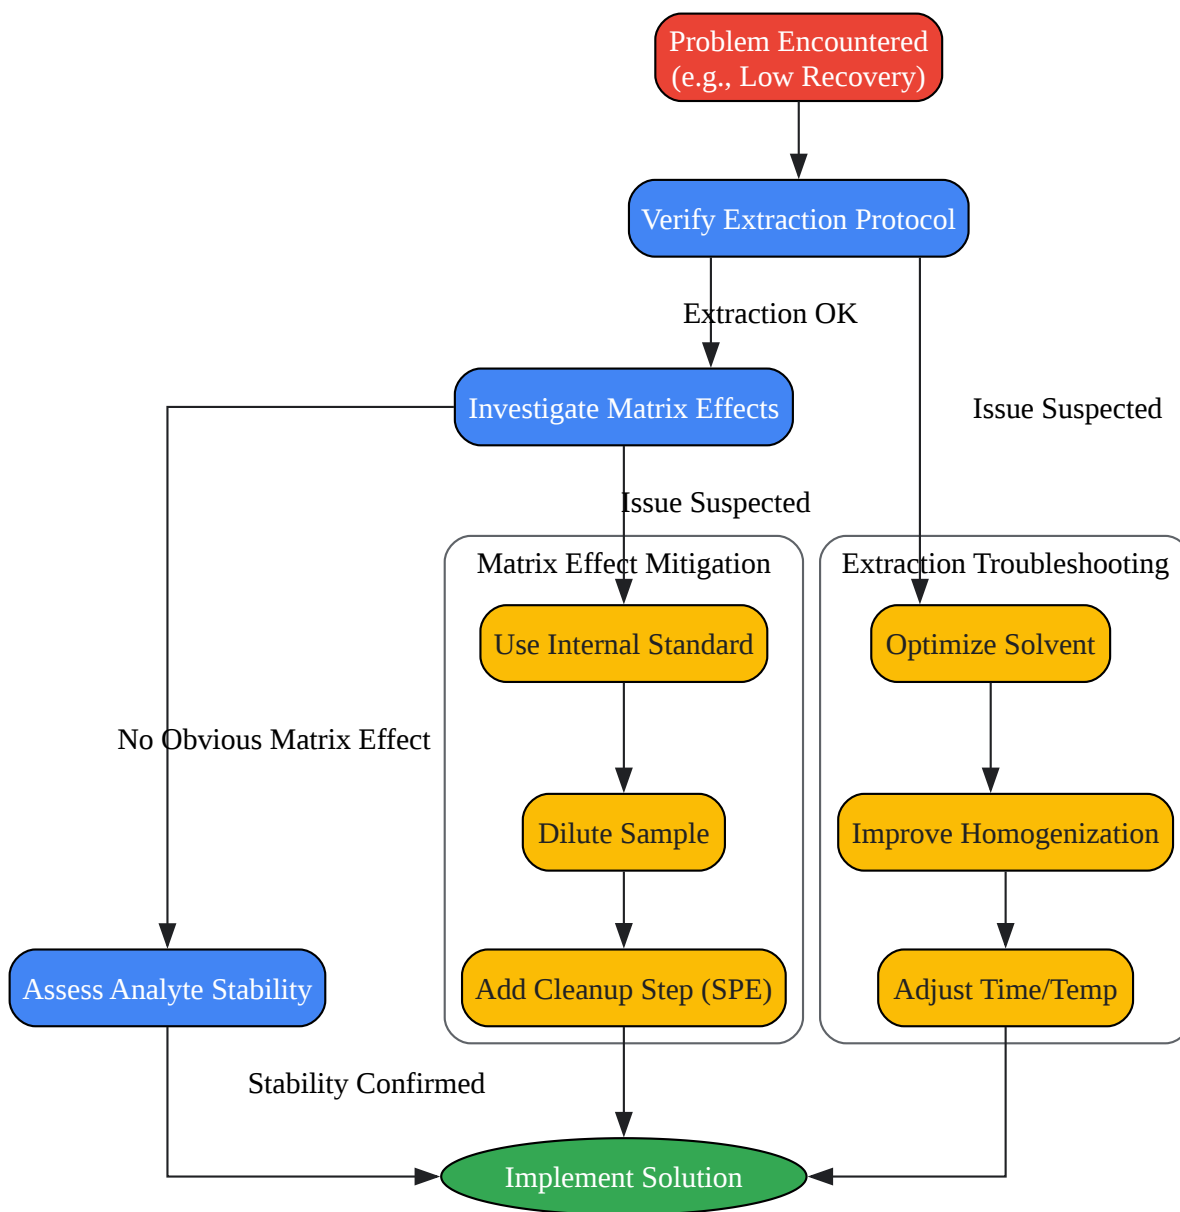 Problem Encountered
(e.g., Low Recovery)
Verify Extraction Protocol
Extraction OK
Investigate Matrix Effects
Issue Suspected
Issue Suspected
Matrix Effect Mitigation
Extraction Troubleshooting
Use Internal Standard
Optimize Solvent
No Obvious Matrix Effect
Dilute Sample
Improve Homogenization
Assess Analyte Stability
Add Cleanup Step (SPE)
Adjust Time/Temp
Stability Confirmed
Implement Solution